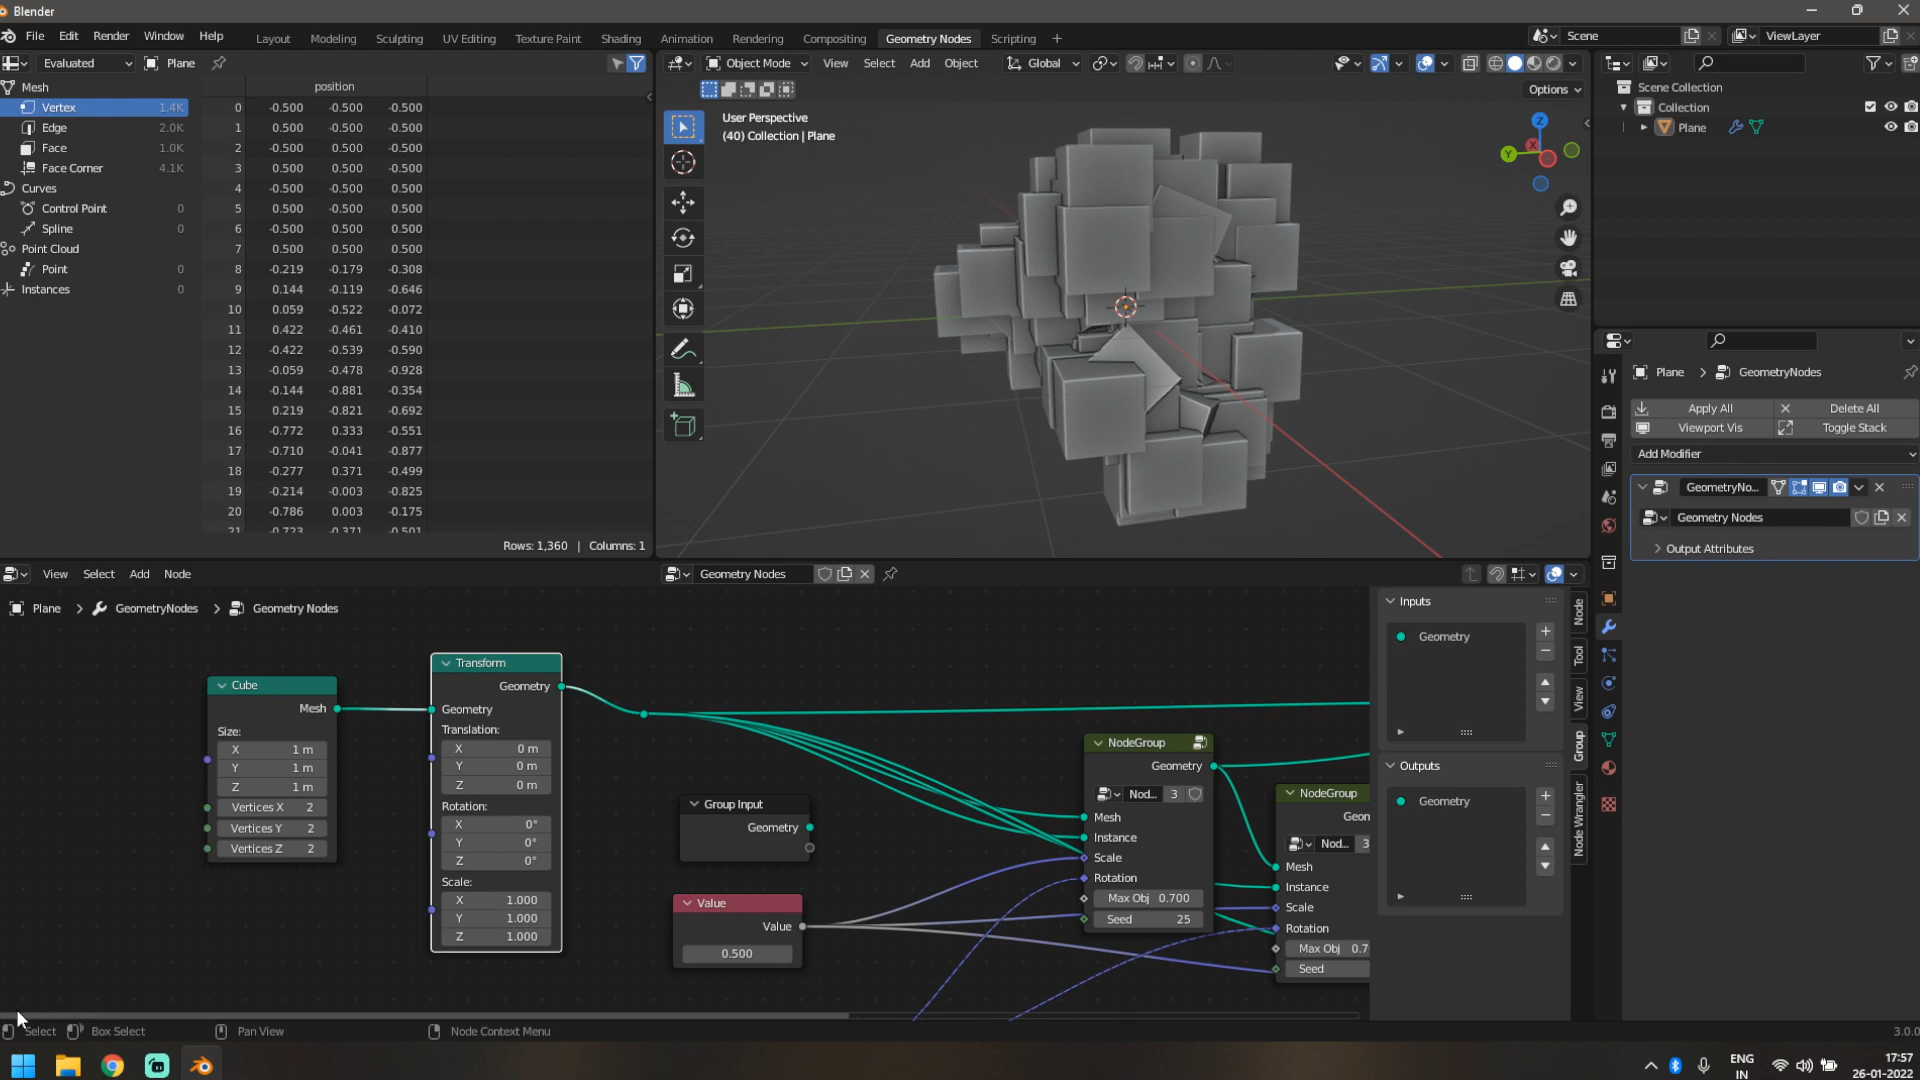 Blender
File Edit Render Window Help
Layout Modeling Sculpting UV Editing Texture Paint Shading Animation Rendering Compositing Geometry Nodes Scripting +
Scene ViewLayer
Evaluated Plane
Mesh
Vertex 1.4K
Edge 2.0K
Face 1.0K
Face Corner 4.1K
Curves
Control Point 0
Spline 0
Point Cloud
Point 0
Instances 0
position
0 -0.500 -0.500 -0.500
1 0.500 -0.500 -0.500
2 -0.500 0.500 -0.500
3 0.500 0.500 -0.500
4 -0.500 -0.500 0.500
5 0.500 -0.500 0.500
6 -0.500 0.500 0.500
7 0.500 0.500 0.500
8 -0.219 -0.179 -0.308
9 0.144 -0.119 -0.646
10 0.059 -0.522 -0.072
11 0.422 -0.461 -0.410
12 -0.422 -0.539 -0.590
13 -0.059 -0.478 -0.928
14 -0.144 -0.881 -0.354
15 0.219 -0.821 -0.692
16 -0.772 0.333 -0.551
17 -0.710 -0.041 -0.877
18 -0.277 0.371 -0.499
19 -0.214 -0.003 -0.825
20 -0.786 0.003 -0.175
21 -0.723 -0.371 -0.501
Rows: 1,360 | Columns: 1
Object Mode View Select Add Object Global
Options
User Perspective
(40) Collection | Plane
Z
X
Y
Scene Collection
Collection
Plane
Plane > GeometryNodes
Apply All Delete All
Viewport Vis Toggle Stack
Add Modifier
GeometryNo...
Geometry Nodes
Output Attributes
View Select Add Node
Geometry Nodes
Plane > GeometryNodes > Geometry Nodes
Cube
Mesh
Size:
X 1 m
Y 1 m
Z 1 m
Vertices X 2
Vertices Y 2
Vertices Z 2
Transform
Geometry
Geometry
Translation:
X 0 m
Y 0 m
Z 0 m
Rotation:
X 0°
Y 0°
Z 0°
Scale:
X 1.000
Y 1.000
Z 1.000
Group Input
Geometry
Value
Value
0.500
NodeGroup
Geometry
Nod... 3
Mesh
Instance
Scale
Rotation
Max Obj 0.700
Seed 25
NodeGroup
Geon
Nod... 3
Mesh
Instance
Scale
Rotation
Max Obj 0.7
Seed
Inputs
Geometry
Outputs
Geometry
Node
Tool
View
Group
Node Wrangler
Select Box Select Pan View Node Context Menu
3.0.0
ENG
IN
17:57
26-01-2022